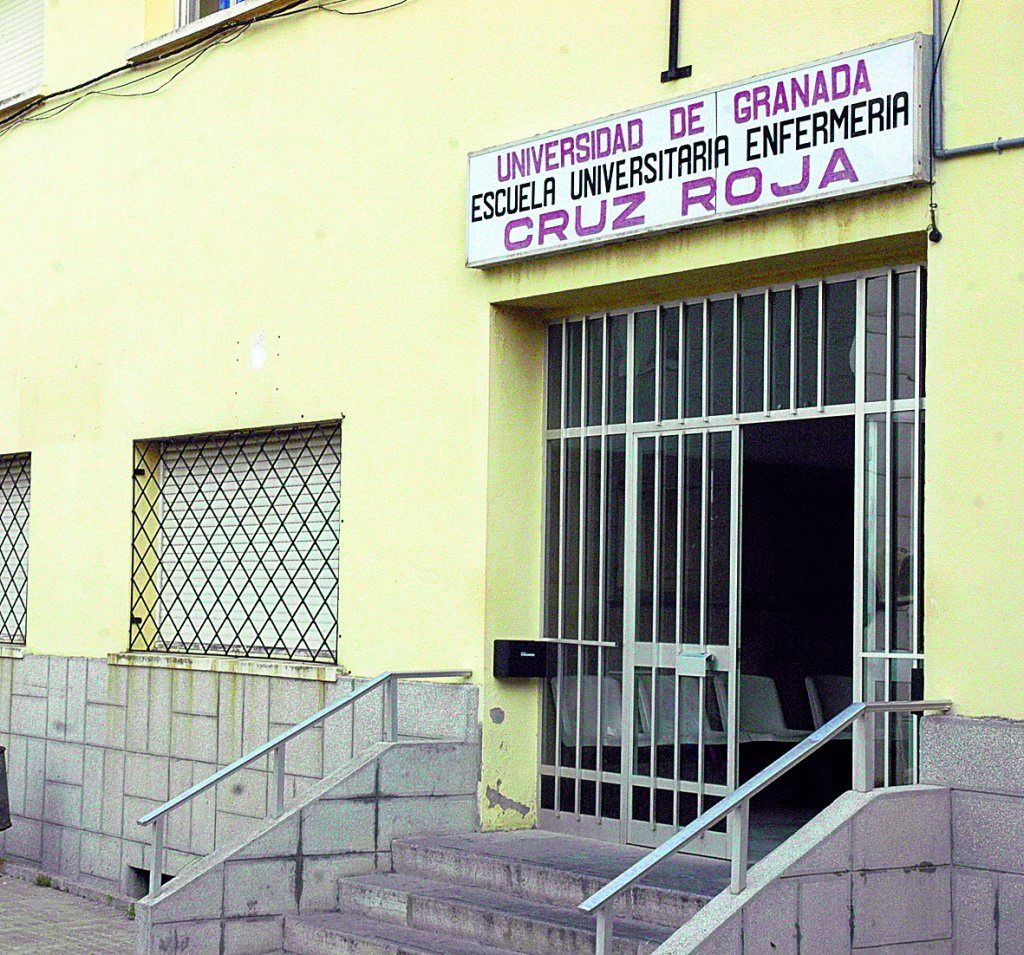 UNIVERSIDAD DE GRANADA
ESCUELA UNIVERSITARIA ENFERMERIA
CRUZ ROJA